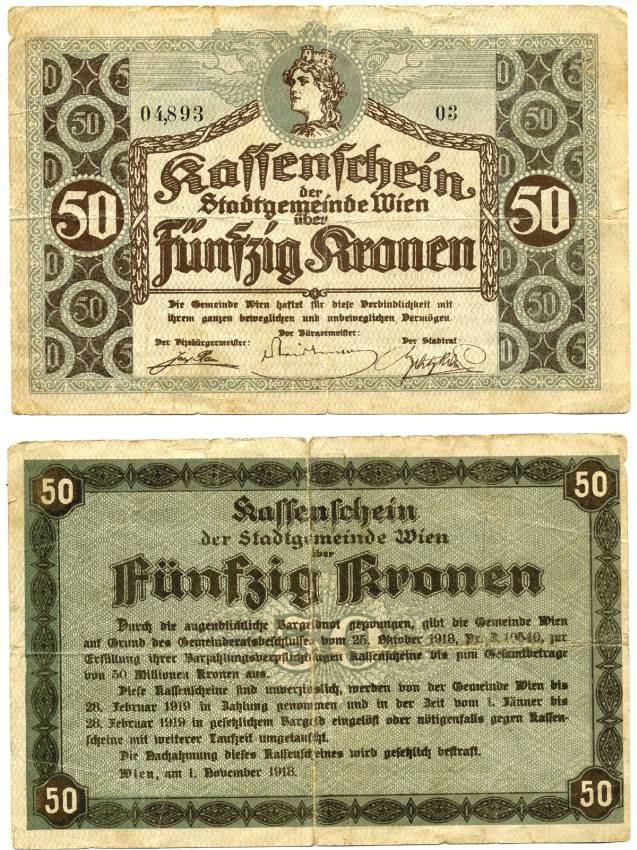 04,893 03
Kassenschein
der
Stadtgemeinde Wien
über
50 Fünfzig Kronen 50
Die Gemeinde Wien haftet für diese Verbindlichkeit mit
ihrem ganzen beweglichen und unbeweglichen Vermögen.
Der Bürgermeister:
Der Vizebürgermeister: Der Stadtrat:
50 50
Kassenschein
der Stadtgemeinde Wien
über
Fünfzig Kronen
Durch die augenblickliche Bargeldnot gezwungen, gibt die Gemeinde Wien
auf Grund des Gemeinderatsbeschlusses vom 25. Oktober 1918, Pr. Z. 10940, zur
Erfüllung ihrer Barzahlungsverpflichtungen Kassenscheine bis zum Gesamtbetrage
von 50 Millionen Kronen aus.
Diese Kassenscheine sind unverzinslich, werden von der Gemeinde Wien bis
28. Februar 1919 in Zahlung genommen und in der Zeit vom 1. Jänner bis
28. Februar 1919 in gesetzlichem Bargeld eingelöst oder nötigenfalls gegen Kassen-
scheine mit weiterer Laufzeit umgetauscht.
Die Nachahmung dieses Kassenscheines wird gesetzlich bestraft.
Wien, am 1. November 1918.
50 50